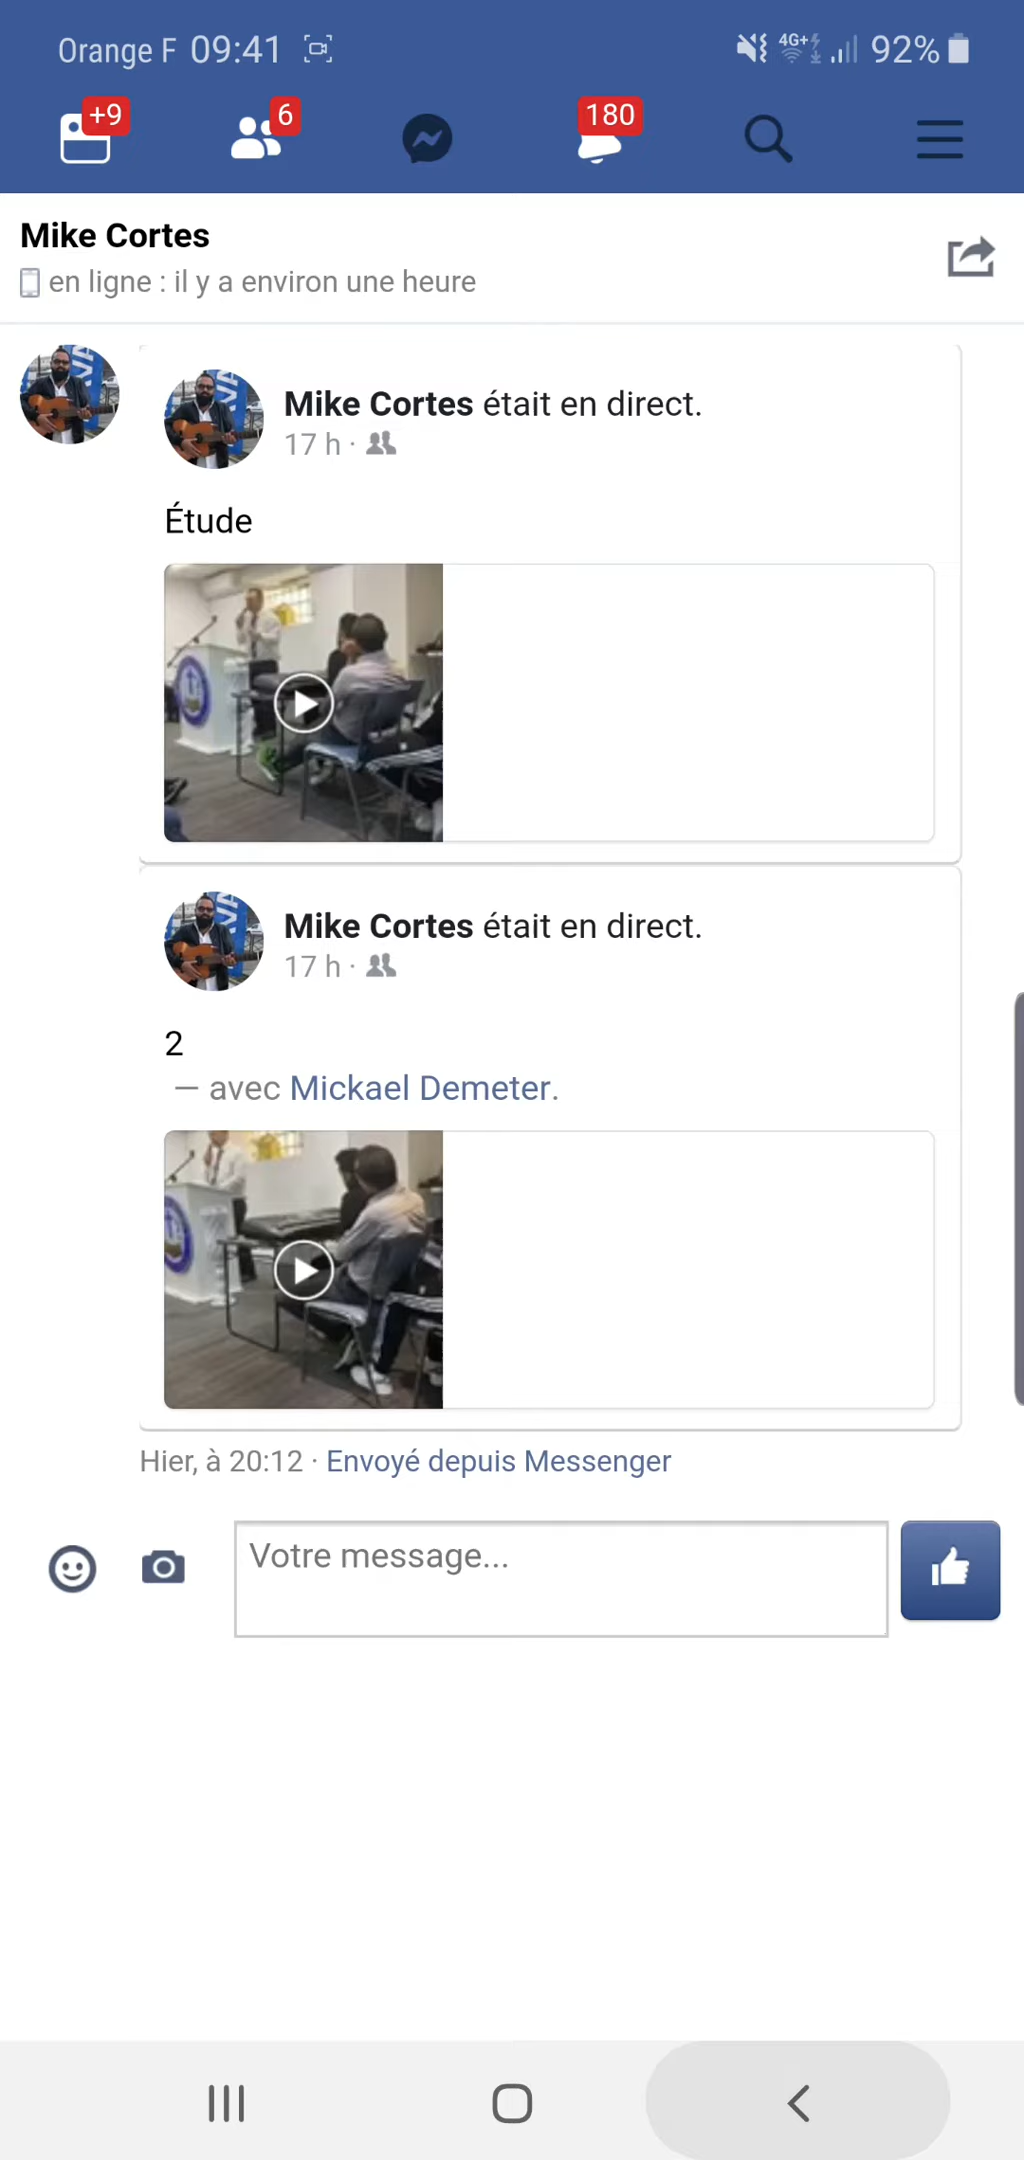 Orange F 09:41 4G+ 92%
+9 6 180
Mike Cortes
en ligne : il y a environ une heure
Mike Cortes était en direct.
17 h ·
Étude
Mike Cortes était en direct.
17 h ·
2
— avec Mickael Demeter.
Hier, à 20:12 · Envoyé depuis Messenger
Votre message...